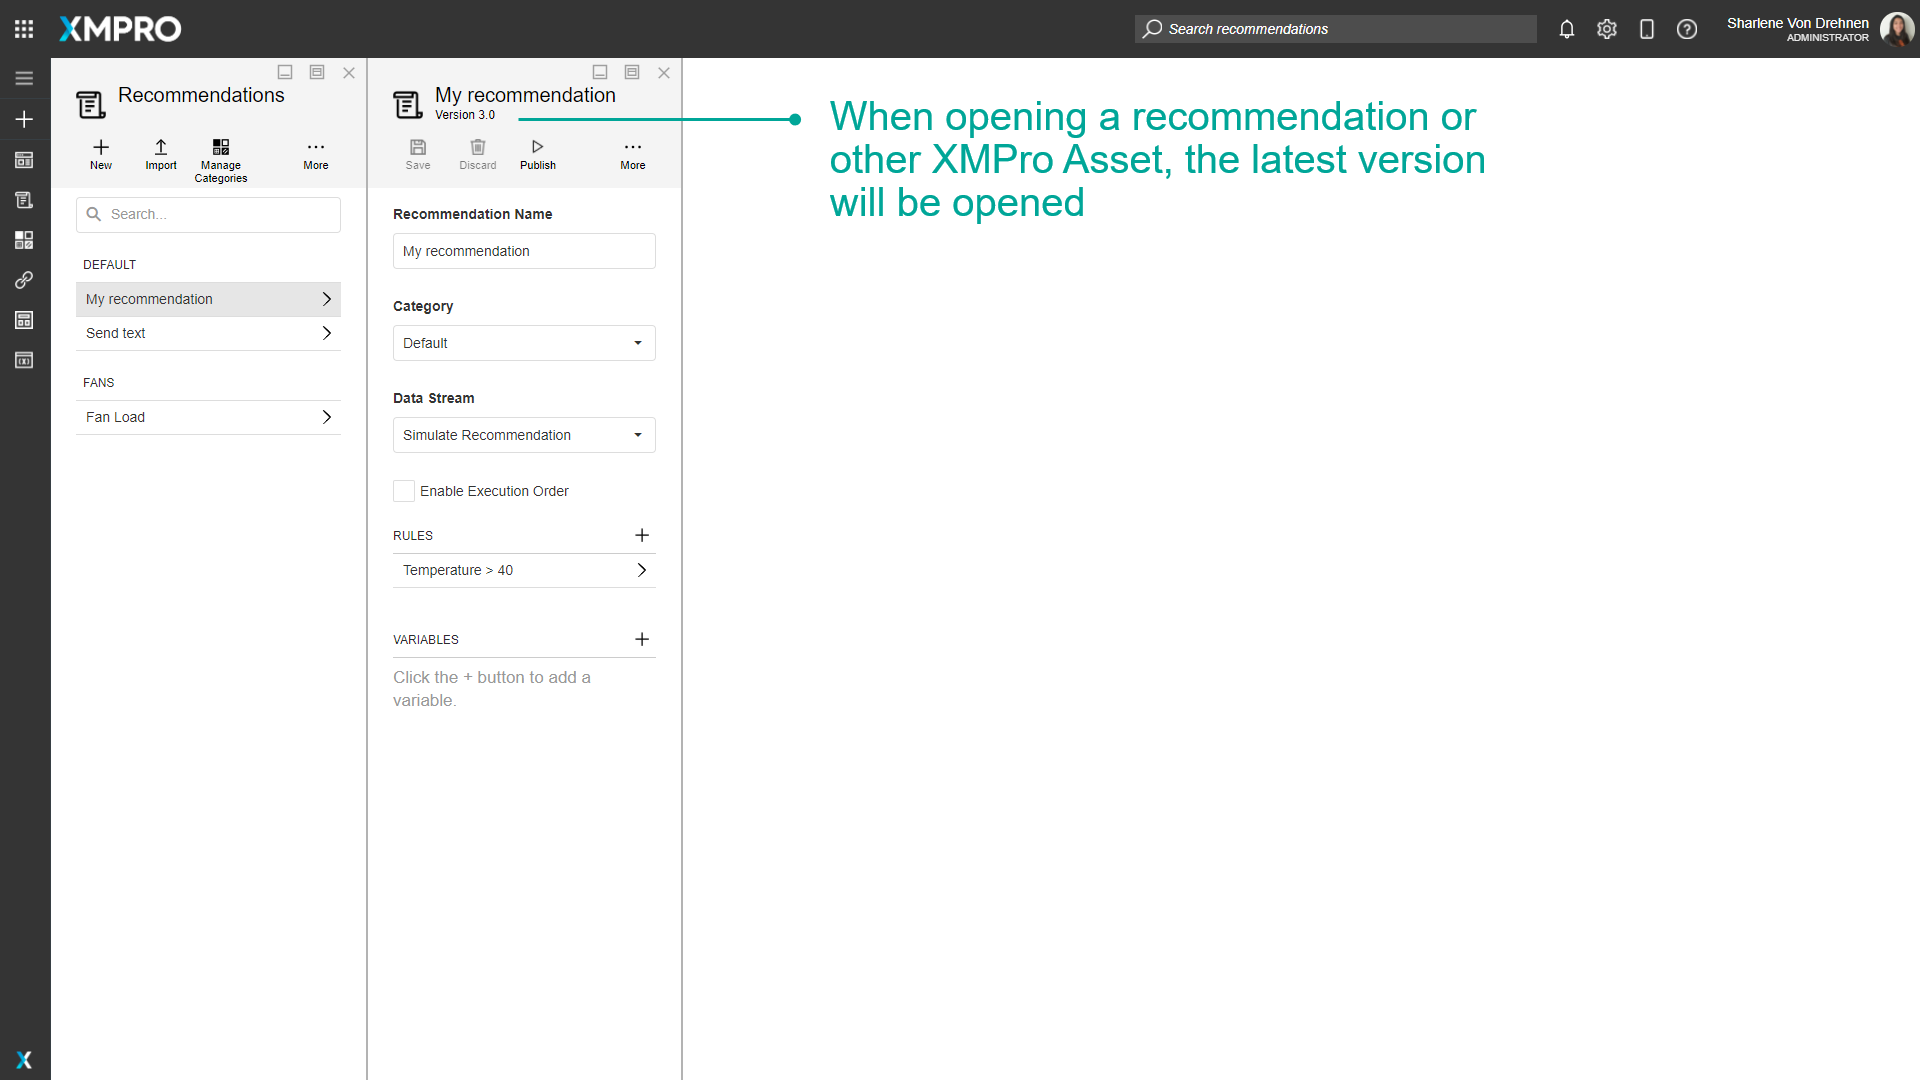 XMPRO
Search recommendations
Sharlene Von Drehnen
ADMINISTRATOR
Recommendations
New
Import
Manage
Categories
More
Search...
DEFAULT
My recommendation
Send text
FANS
Fan Load
My recommendation
Version 3.0
Save
Discard
Publish
More
Recommendation Name
My recommendation
Category
Default
Data Stream
Simulate Recommendation
Enable Execution Order
RULES
Temperature > 40
VARIABLES
Click the + button to add a
variable.
When opening a recommendation or
other XMPro Asset, the latest version
will be opened